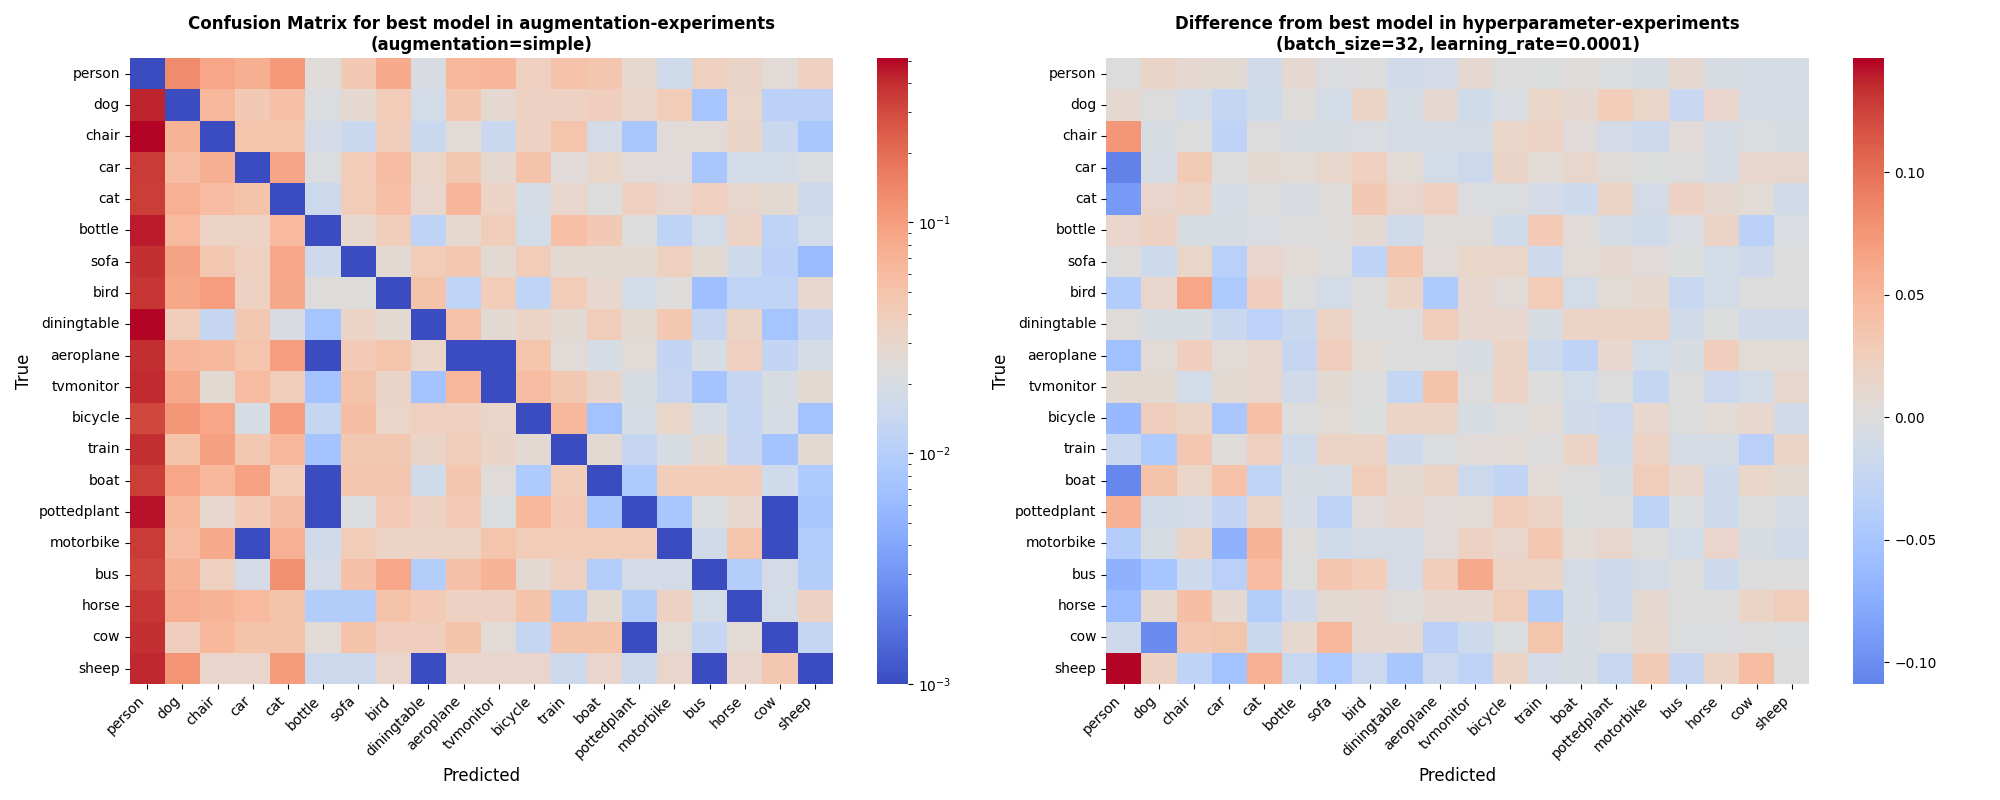 Confusion Matrix for best model in augmentation-experiments
(augmentation=simple)
True
person
dog
chair
car
cat
bottle
sofa
bird
diningtable
aeroplane
tvmonitor
bicycle
train
boat
pottedplant
motorbike
bus
horse
cow
sheep
person
dog
chair
car
cat
bottle
sofa
bird
diningtable
aeroplane
tvmonitor
bicycle
train
boat
pottedplant
motorbike
bus
horse
cow
sheep
Predicted
10⁻¹
10⁻²
10⁻³
Difference from best model in hyperparameter-experiments
(batch_size=32, learning_rate=0.0001)
True
person
dog
chair
car
cat
bottle
sofa
bird
diningtable
aeroplane
tvmonitor
bicycle
train
boat
pottedplant
motorbike
bus
horse
cow
sheep
person
dog
chair
car
cat
bottle
sofa
bird
diningtable
aeroplane
tvmonitor
bicycle
train
boat
pottedplant
motorbike
bus
horse
cow
sheep
Predicted
0.10
0.05
0.00
−0.05
−0.10